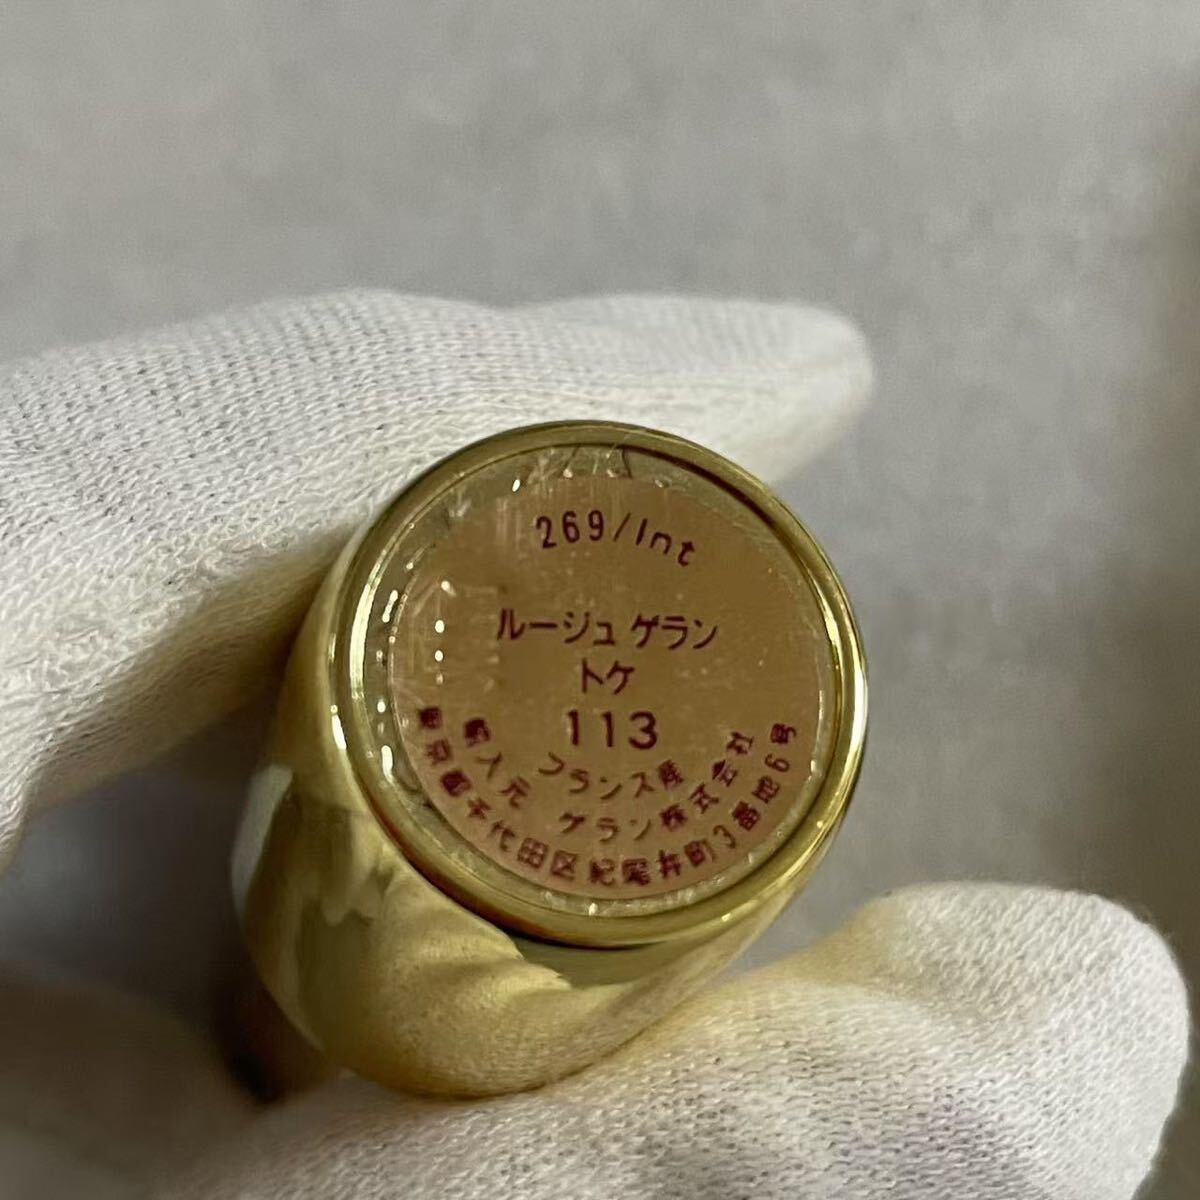 269/Int
ルージュ ゲラン
トケ
113
フランス産
輸入元 ゲラン株式会社
東京都千代田区紀尾井町3番地6号